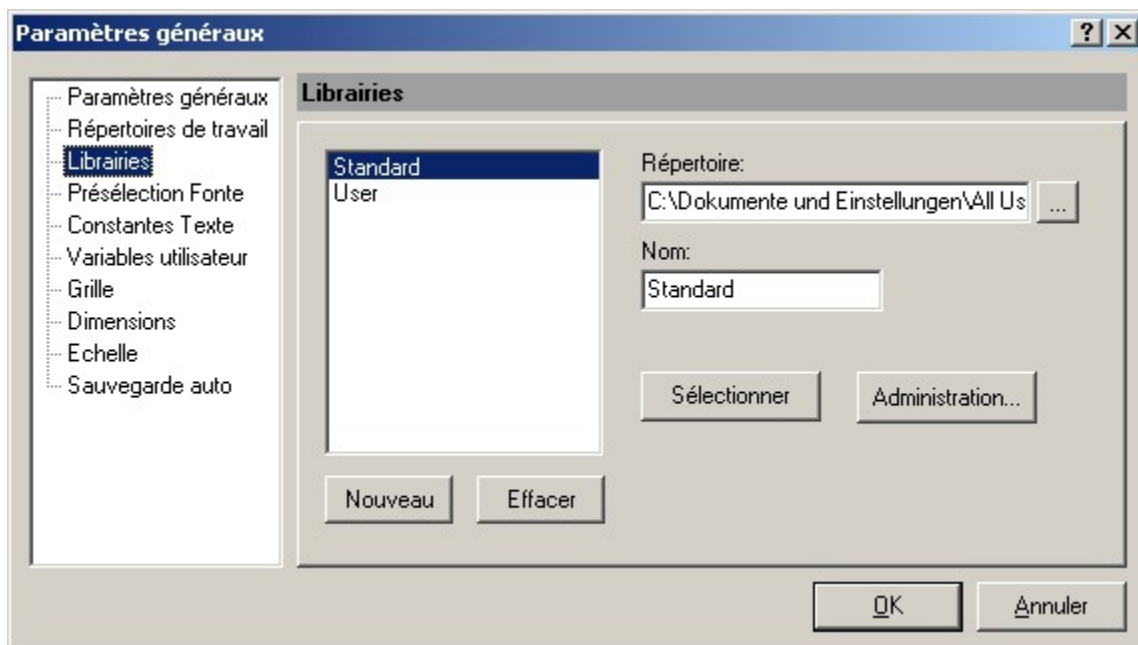 Paramètres généraux
Paramètres généraux
Répertoires de travail
Librairies
Présélection Fonte
Constantes Texte
Variables utilisateur
Grille
Dimensions
Echelle
Sauvegarde auto
Librairies
Standard
User
Nouveau
Effacer
Répertoire:
C:\Dokumente und Einstellungen\All Us
...
Nom:
Standard
Sélectionner
Administration...
OK
Annuler